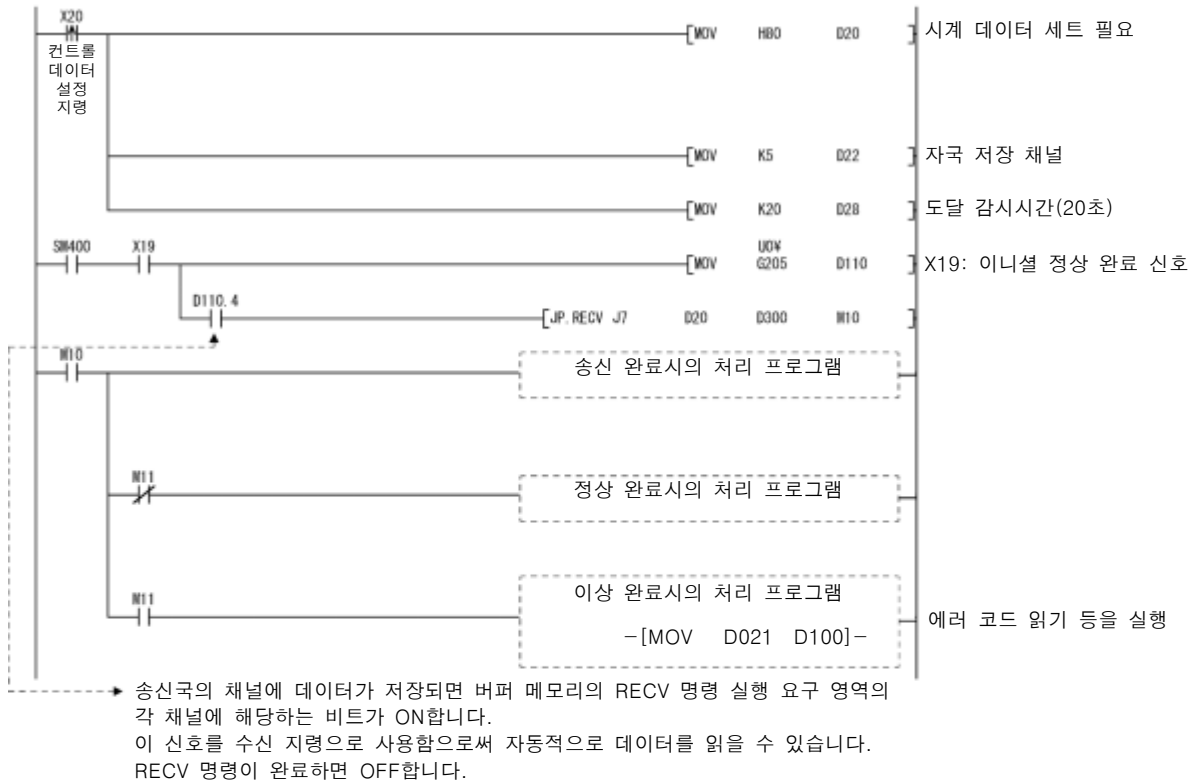 X20
컨트롤
데이터
설정
지령
MOV H80 D20
시계 데이터 세트 필요
MOV K5 D22
자국 저장 채널
MOV K20 D28
도달 감시시간(20초)
SM400 X19
MOV U0¥
G205 D110
X19: 이니셜 정상 완료 신호
D110.4
JP.RECV J7 D20 D300 M10
M10
송신 완료시의 처리 프로그램
M11
정상 완료시의 처리 프로그램
M11
이상 완료시의 처리 프로그램
-[MOV D021 D100]-
에러 코드 읽기 등을 실행
송신국의 채널에 데이터가 저장되면 버퍼 메모리의 RECV 명령 실행 요구 영역의
각 채널에 해당하는 비트가 ON합니다.
이 신호를 수신 지령으로 사용함으로써 자동적으로 데이터를 읽을 수 있습니다.
RECV 명령이 완료하면 OFF합니다.